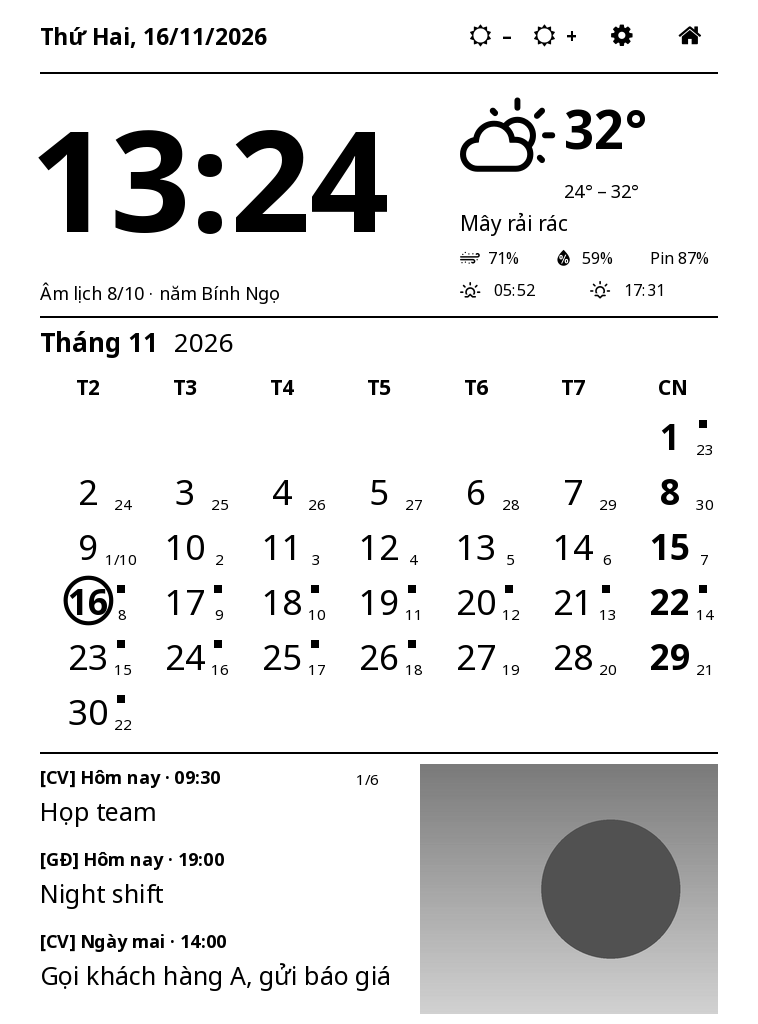 Thứ Hai, 16/11/2026
– +
13:24
32°
24° – 32°
Mây rải rác
71% 59% Pin 87%
05:52 17:31
Âm lịch 8/10 · năm Bính Ngọ
Tháng 11 2026
T2 T3 T4 T5 T6 T7 CN
1 23
2 24 3 25 4 26 5 27 6 28 7 29 8 30
9 1/10 10 2 11 3 12 4 13 5 14 6 15 7
16 8 17 9 18 10 19 11 20 12 21 13 22 14
23 15 24 16 25 17 26 18 27 19 28 20 29 21
30 22
[CV] Hôm nay · 09:30 1/6
Họp team
[GĐ] Hôm nay · 19:00
Night shift
[CV] Ngày mai · 14:00
Gọi khách hàng A, gửi báo giá